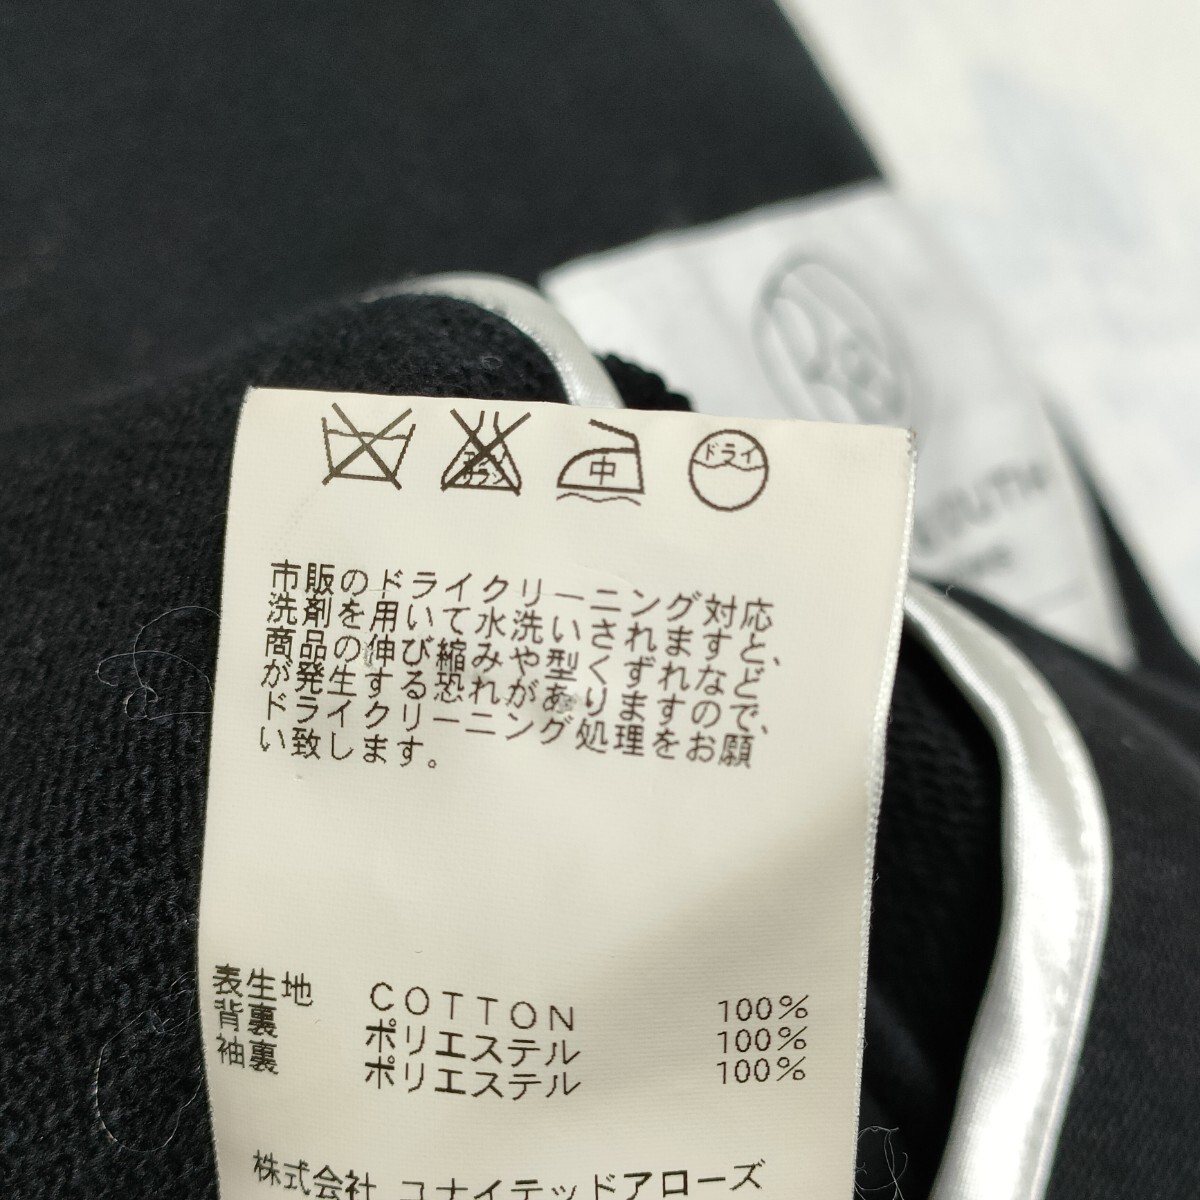 エンソ
サラシ
中
ドライ
市販のドライクリーニング対応
洗剤を用いて水洗いされますと、
商品の伸び縮みや型くずれなど
が発生する恐れがありますので、
ドライクリーニング処理をお願
い致します。
表生地 COTTON 100%
背裏 ポリエステル 100%
袖裏 ポリエステル 100%
株式会社 ユナイテッドアローズ